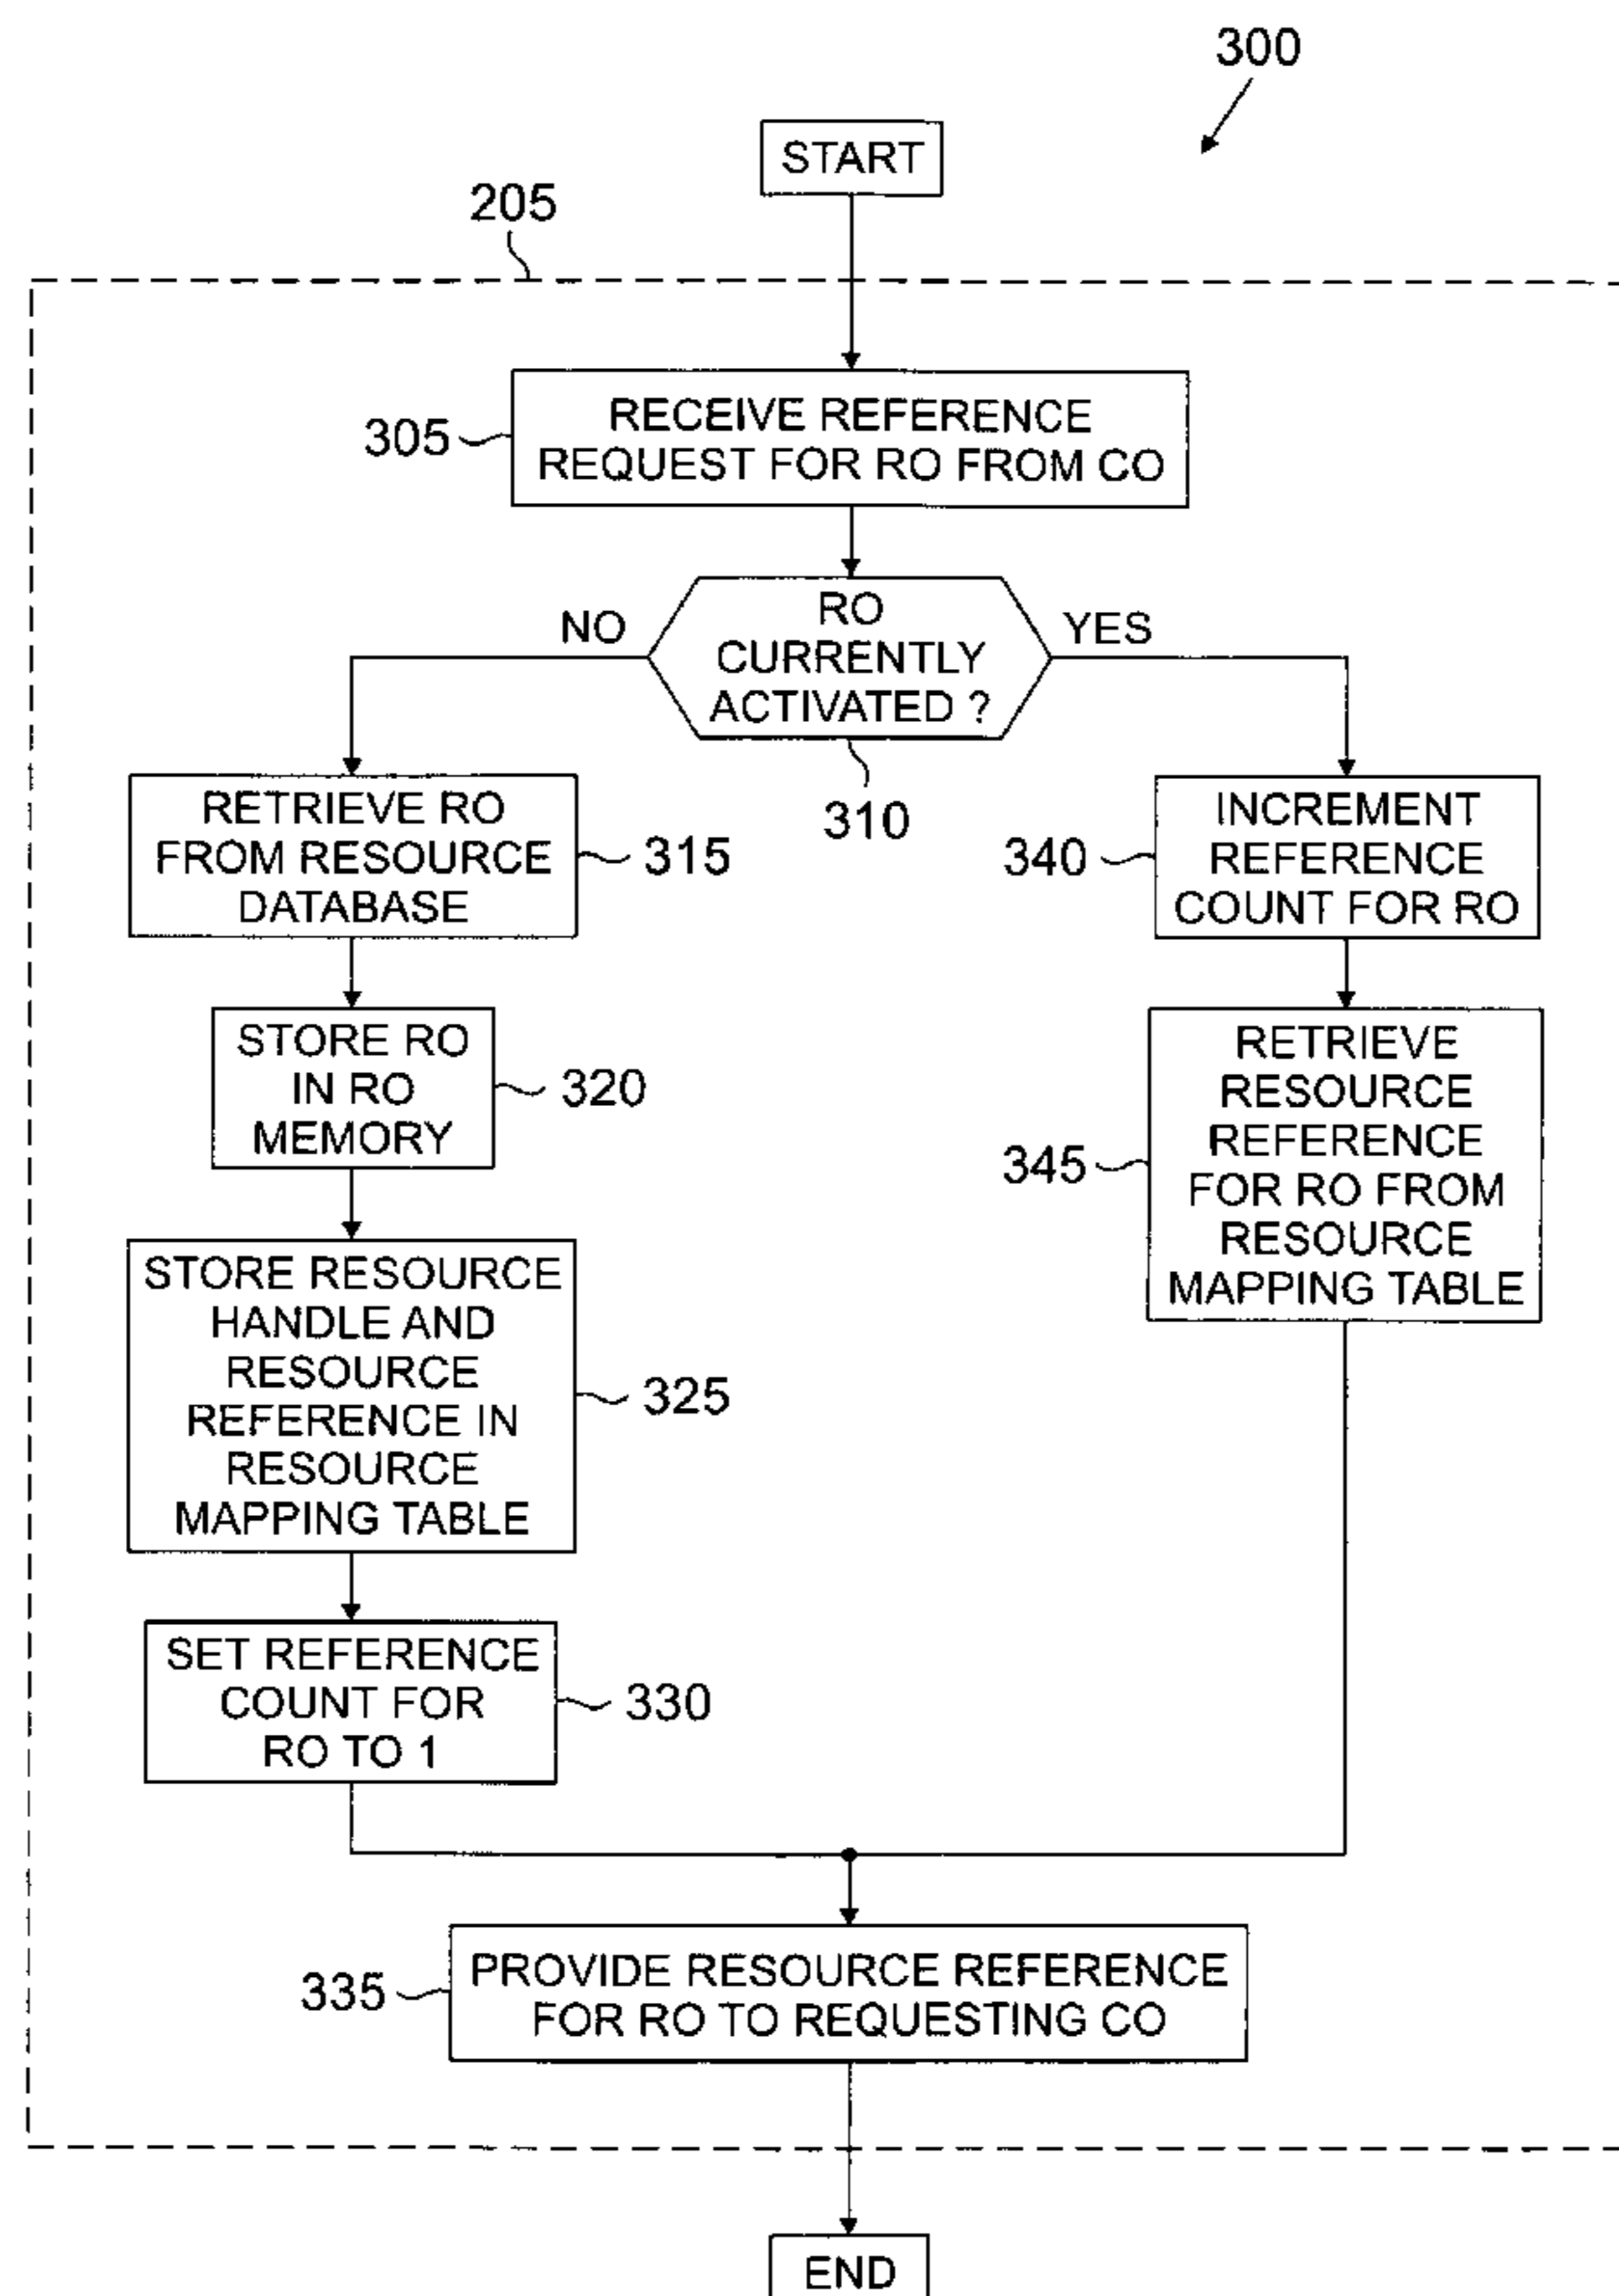 300
START
205
RECEIVE REFERENCE
REQUEST FOR RO FROM CO
305
NO
RO
CURRENTLY
ACTIVATED ?
YES
310
RETRIEVE RO
FROM RESOURCE
DATABASE
315
340
INCREMENT
REFERENCE
COUNT FOR RO
STORE RO
IN RO
MEMORY
320
345
RETRIEVE
RESOURCE
REFERENCE
FOR RO FROM
RESOURCE
MAPPING TABLE
STORE RESOURCE
HANDLE AND
RESOURCE
REFERENCE IN
RESOURCE
MAPPING TABLE
325
SET REFERENCE
COUNT FOR
RO TO 1
330
335
PROVIDE RESOURCE REFERENCE
FOR RO TO REQUESTING CO
END